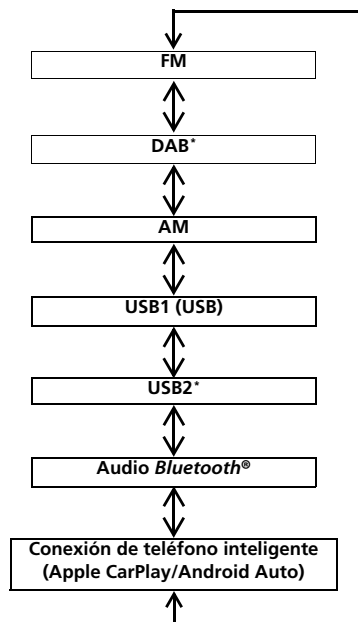 FM
DAB*
AM
USB1 (USB)
USB2*
Audio Bluetooth®
Conexión de teléfono inteligente
(Apple CarPlay/Android Auto)